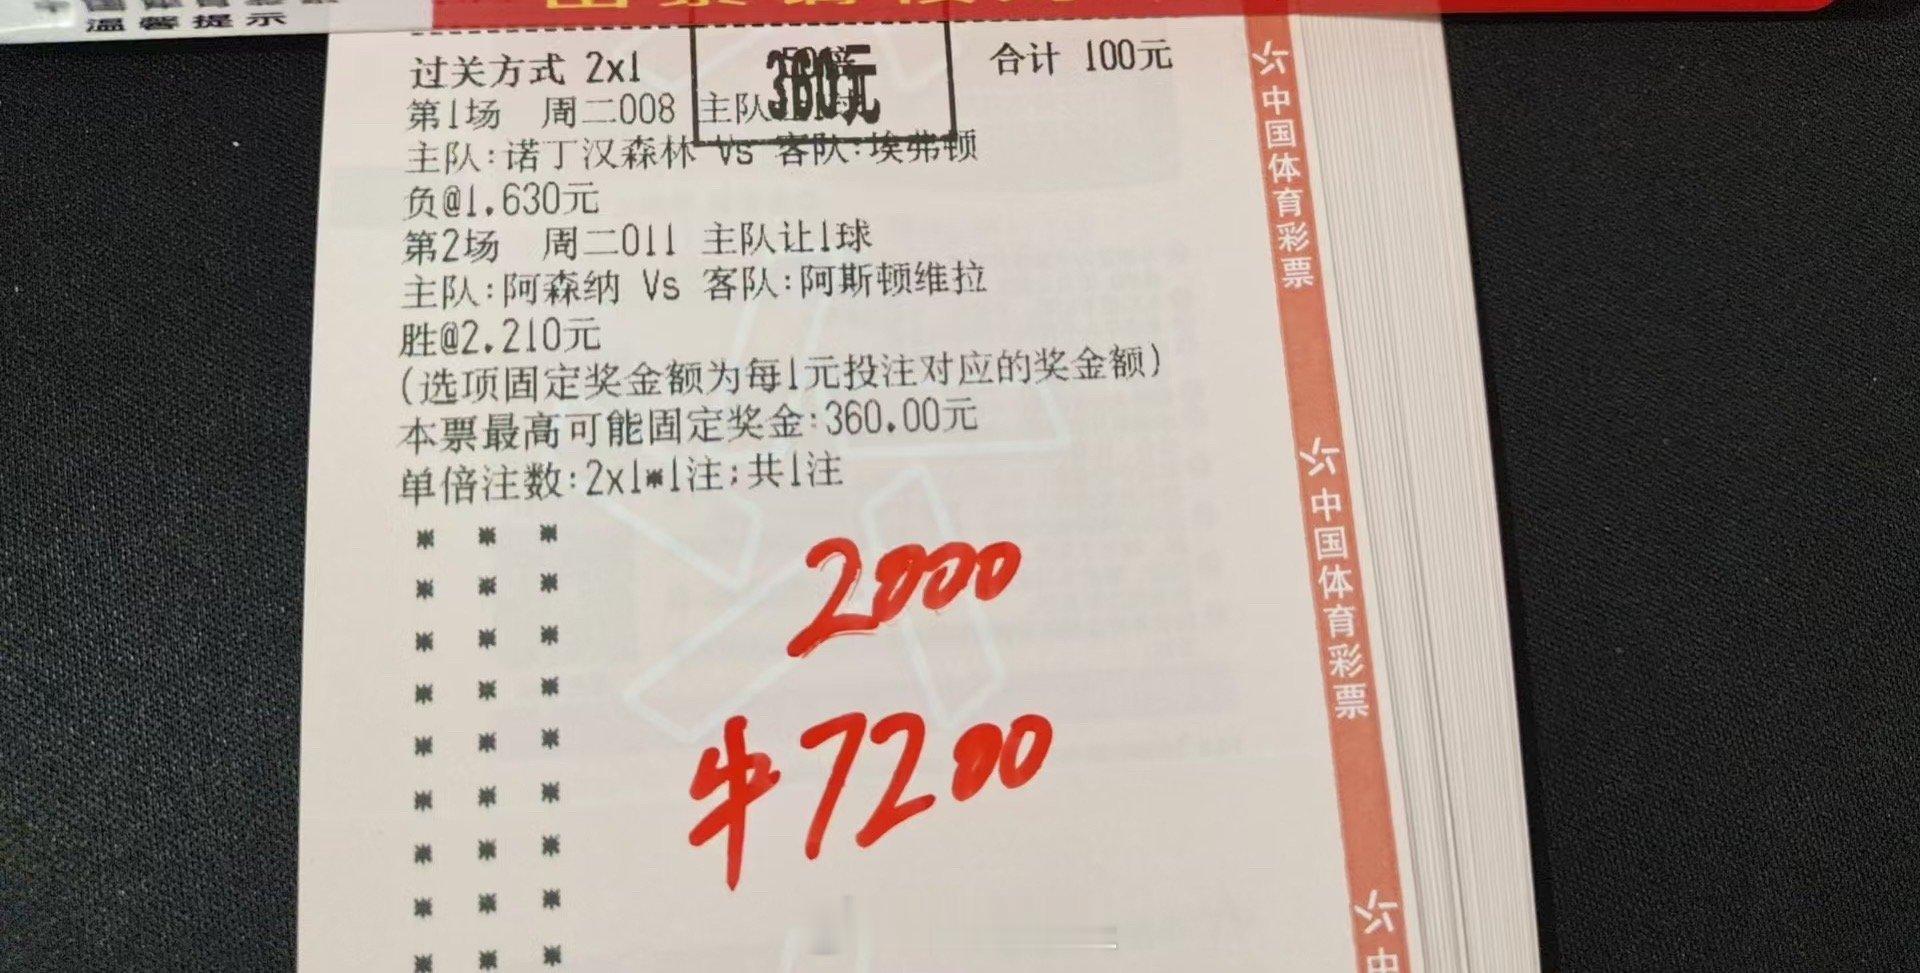 温馨提示
过关方式 2x1
360元
合计 100元
第1场 周二008 主队
主队:诺丁汉森林 Vs 客队:埃弗顿
负@1.630元
第2场 周二011 主队让1球
主队:阿森纳 Vs 客队:阿斯顿维拉
胜@2.210元
(选项固定奖金额为每1元投注对应的奖金额)
本票最高可能固定奖金:360.00元
单倍注数:2x1*1注;共1注
2000
中7200
中国体育彩票
中国体育彩票
中